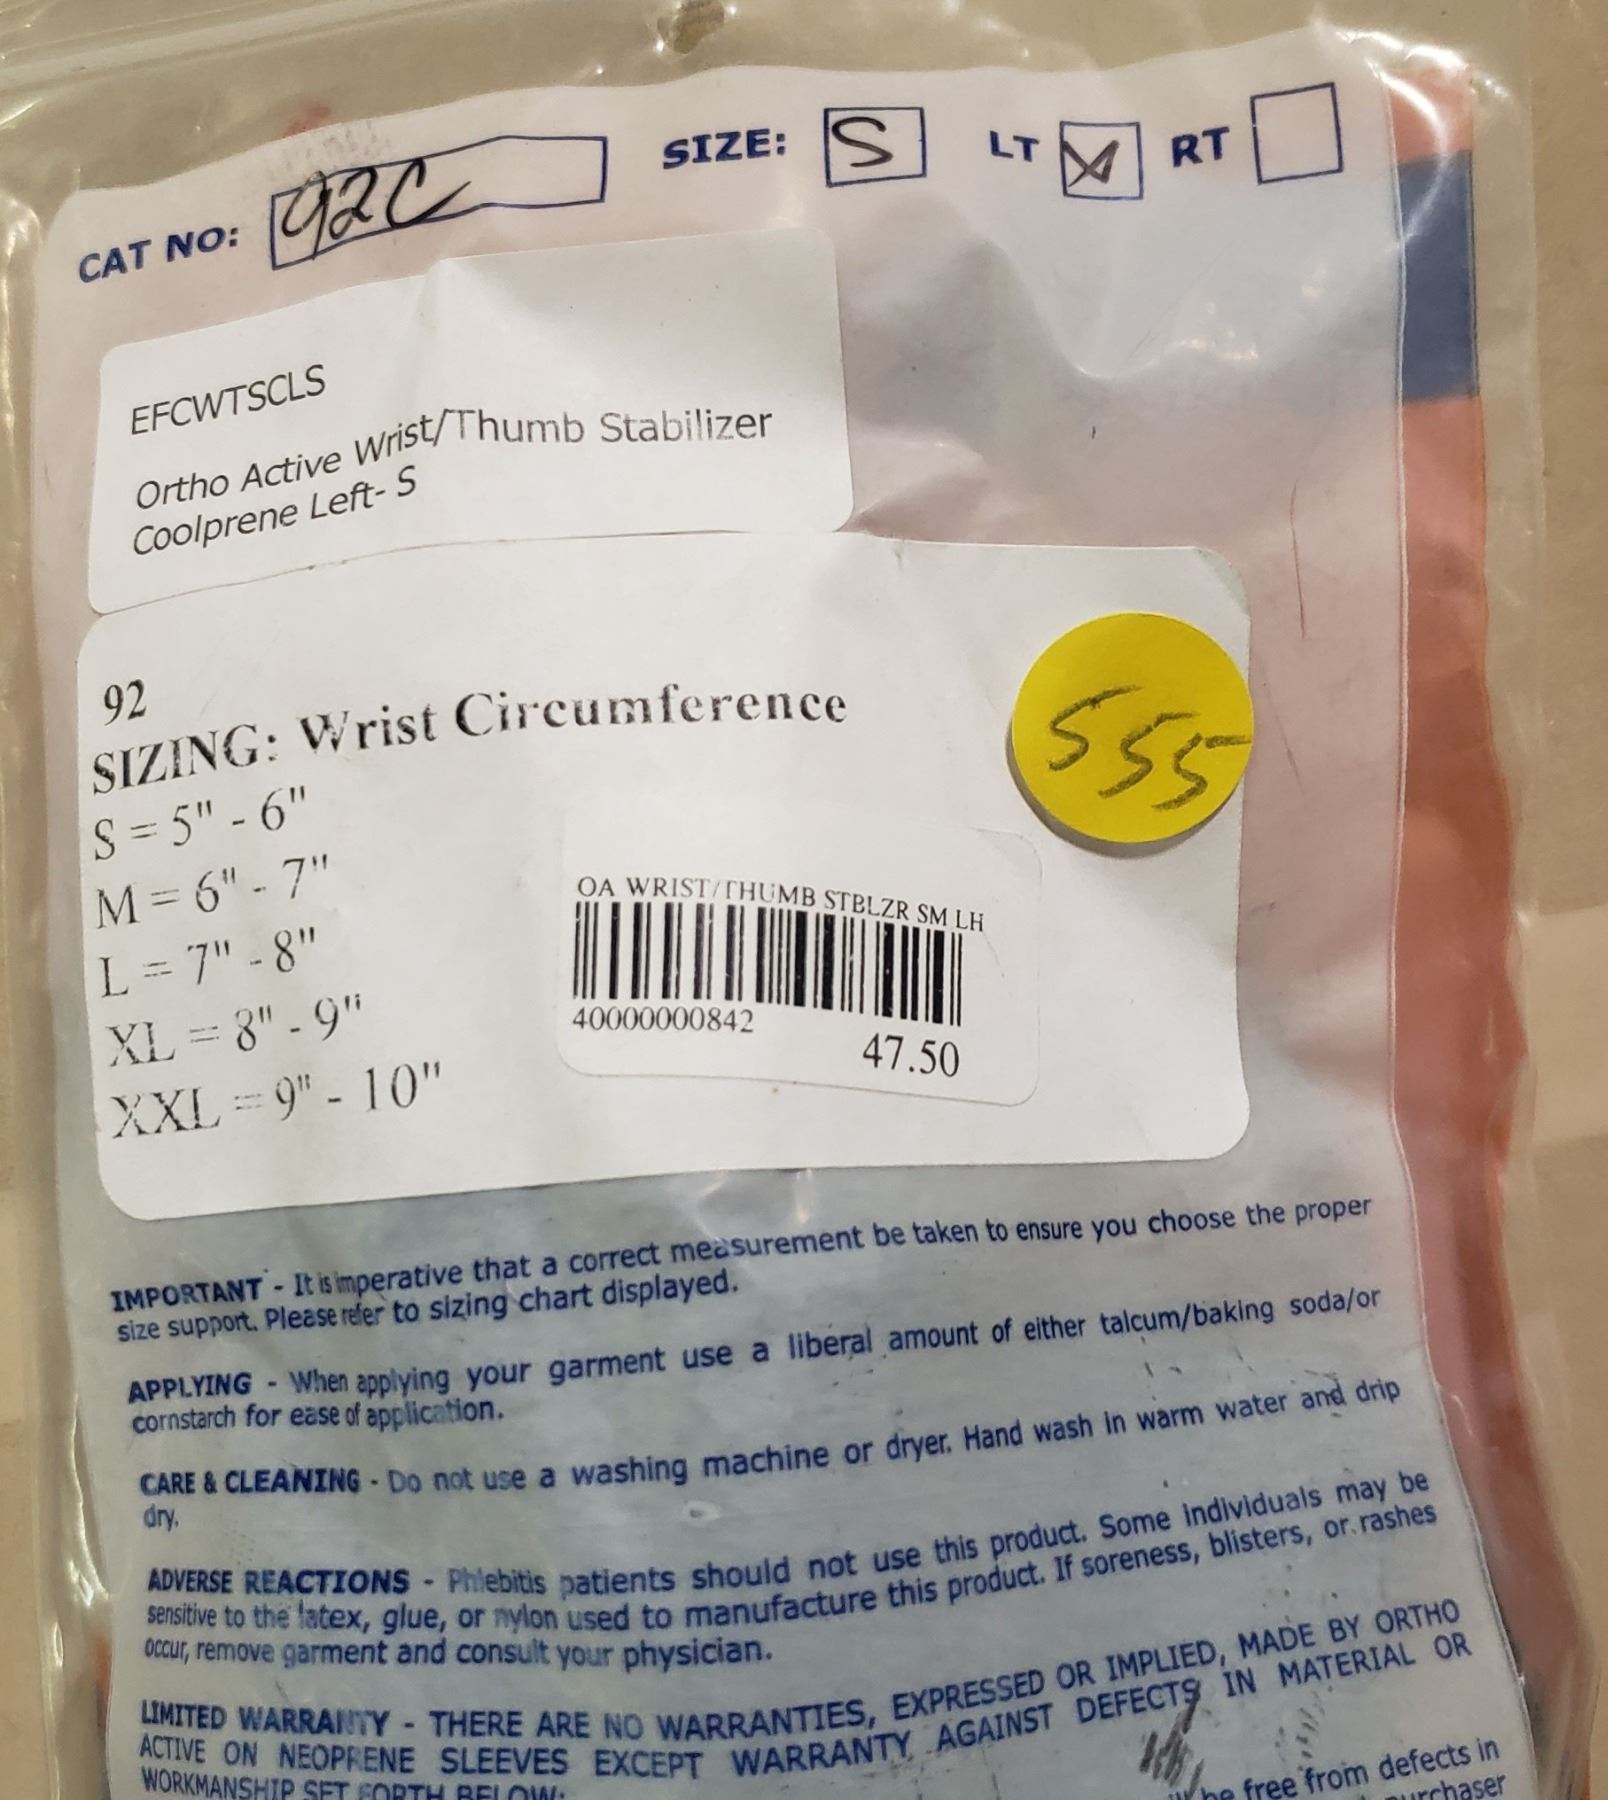 CAT NO: 92C SIZE: S LT X RT
EFCWTSCLS
Ortho Active Wrist/Thumb Stabilizer
Coolprene Left- S
92
SIZING: Wrist Circumference
S = 5" - 6"
M = 6" - 7"
L = 7" - 8"
XL = 8" - 9"
XXL = 9" - 10"
555
OA WRIST/THUMB STBLZR SM LH
40000000842
47.50
IMPORTANT - It is imperative that a correct measurement be taken to ensure you choose the proper
size support. Please refer to sizing chart displayed.
APPLYING - When applying your garment use a liberal amount of either talcum/baking soda/or
cornstarch for ease of application.
CARE & CLEANING - Do not use a washing machine or dryer. Hand wash in warm water and drip
dry.
ADVERSE REACTIONS - Phlebitis patients should not use this product. Some individuals may be
sensitive to the latex, glue, or nylon used to manufacture this product. If soreness, blisters, or rashes
occur, remove garment and consult your physician.
LIMITED WARRANTY - THERE ARE NO WARRANTIES, EXPRESSED OR IMPLIED, MADE BY ORTHO
ACTIVE ON NEOPRENE SLEEVES EXCEPT WARRANTY AGAINST DEFECTS IN MATERIAL OR
WORKMANSHIP SET FORTH BELOW:
be free from defects in